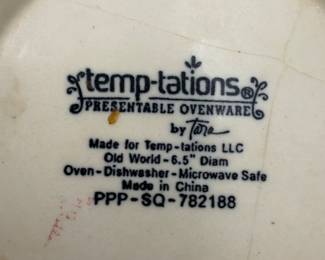 temp-tations®
PRESENTABLE OVENWARE
by Tara
Made for Temp-tations LLC
Old World-6.5" Diam
Oven-Dishwasher-Microwave Safe
Made in China
PPP-SQ-782188